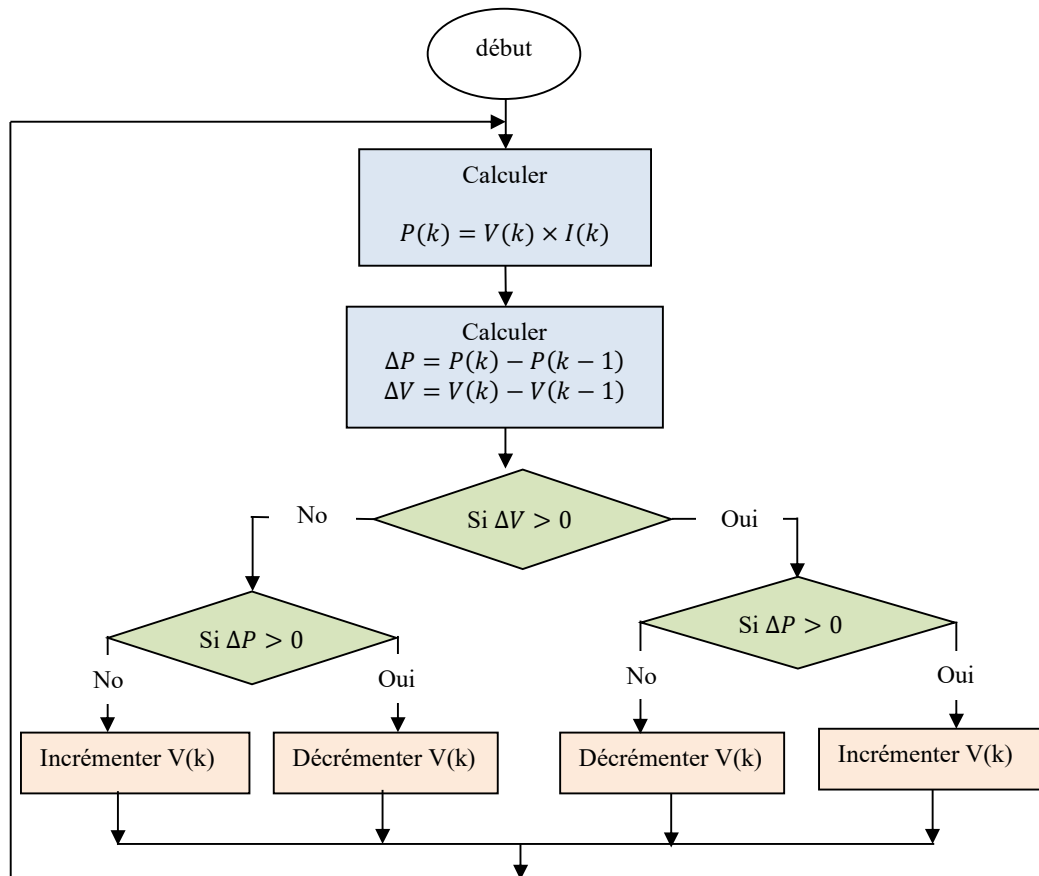 début
Calculer
P(k) = V(k) × I(k)
Calculer
ΔP = P(k) − P(k − 1)
ΔV = V(k) − V(k − 1)
Si ΔV > 0
No
Oui
Si ΔP > 0
Si ΔP > 0
No
Oui
No
Oui
Incrémenter V(k)
Décrémenter V(k)
Décrémenter V(k)
Incrémenter V(k)